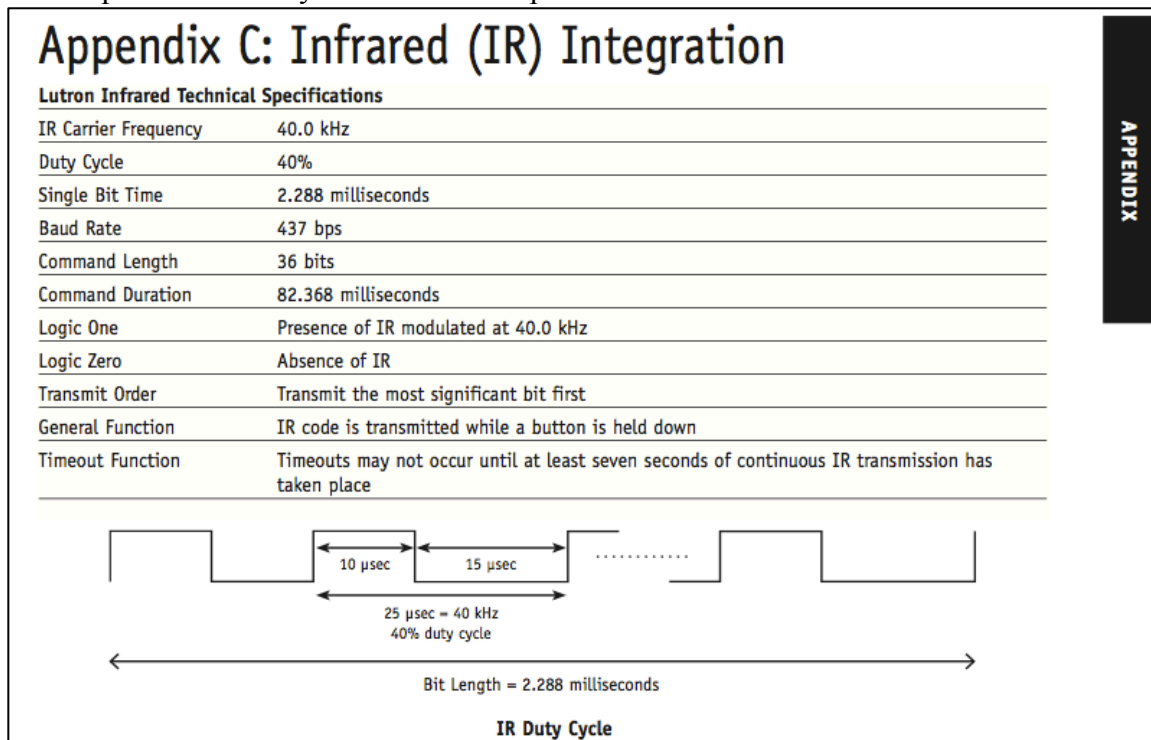 Appendix C: Infrared (IR) Integration
Lutron Infrared Technical Specifications
IR Carrier Frequency 40.0 kHz
Duty Cycle 40%
Single Bit Time 2.288 milliseconds
Baud Rate 437 bps
Command Length 36 bits
Command Duration 82.368 milliseconds
Logic One Presence of IR modulated at 40.0 kHz
Logic Zero Absence of IR
Transmit Order Transmit the most significant bit first
General Function IR code is transmitted while a button is held down
Timeout Function Timeouts may not occur until at least seven seconds of continuous IR transmission has
taken place
10 µsec 15 µsec
25 µsec = 40 kHz
40% duty cycle
Bit Length = 2.288 milliseconds
IR Duty Cycle
APPENDIX